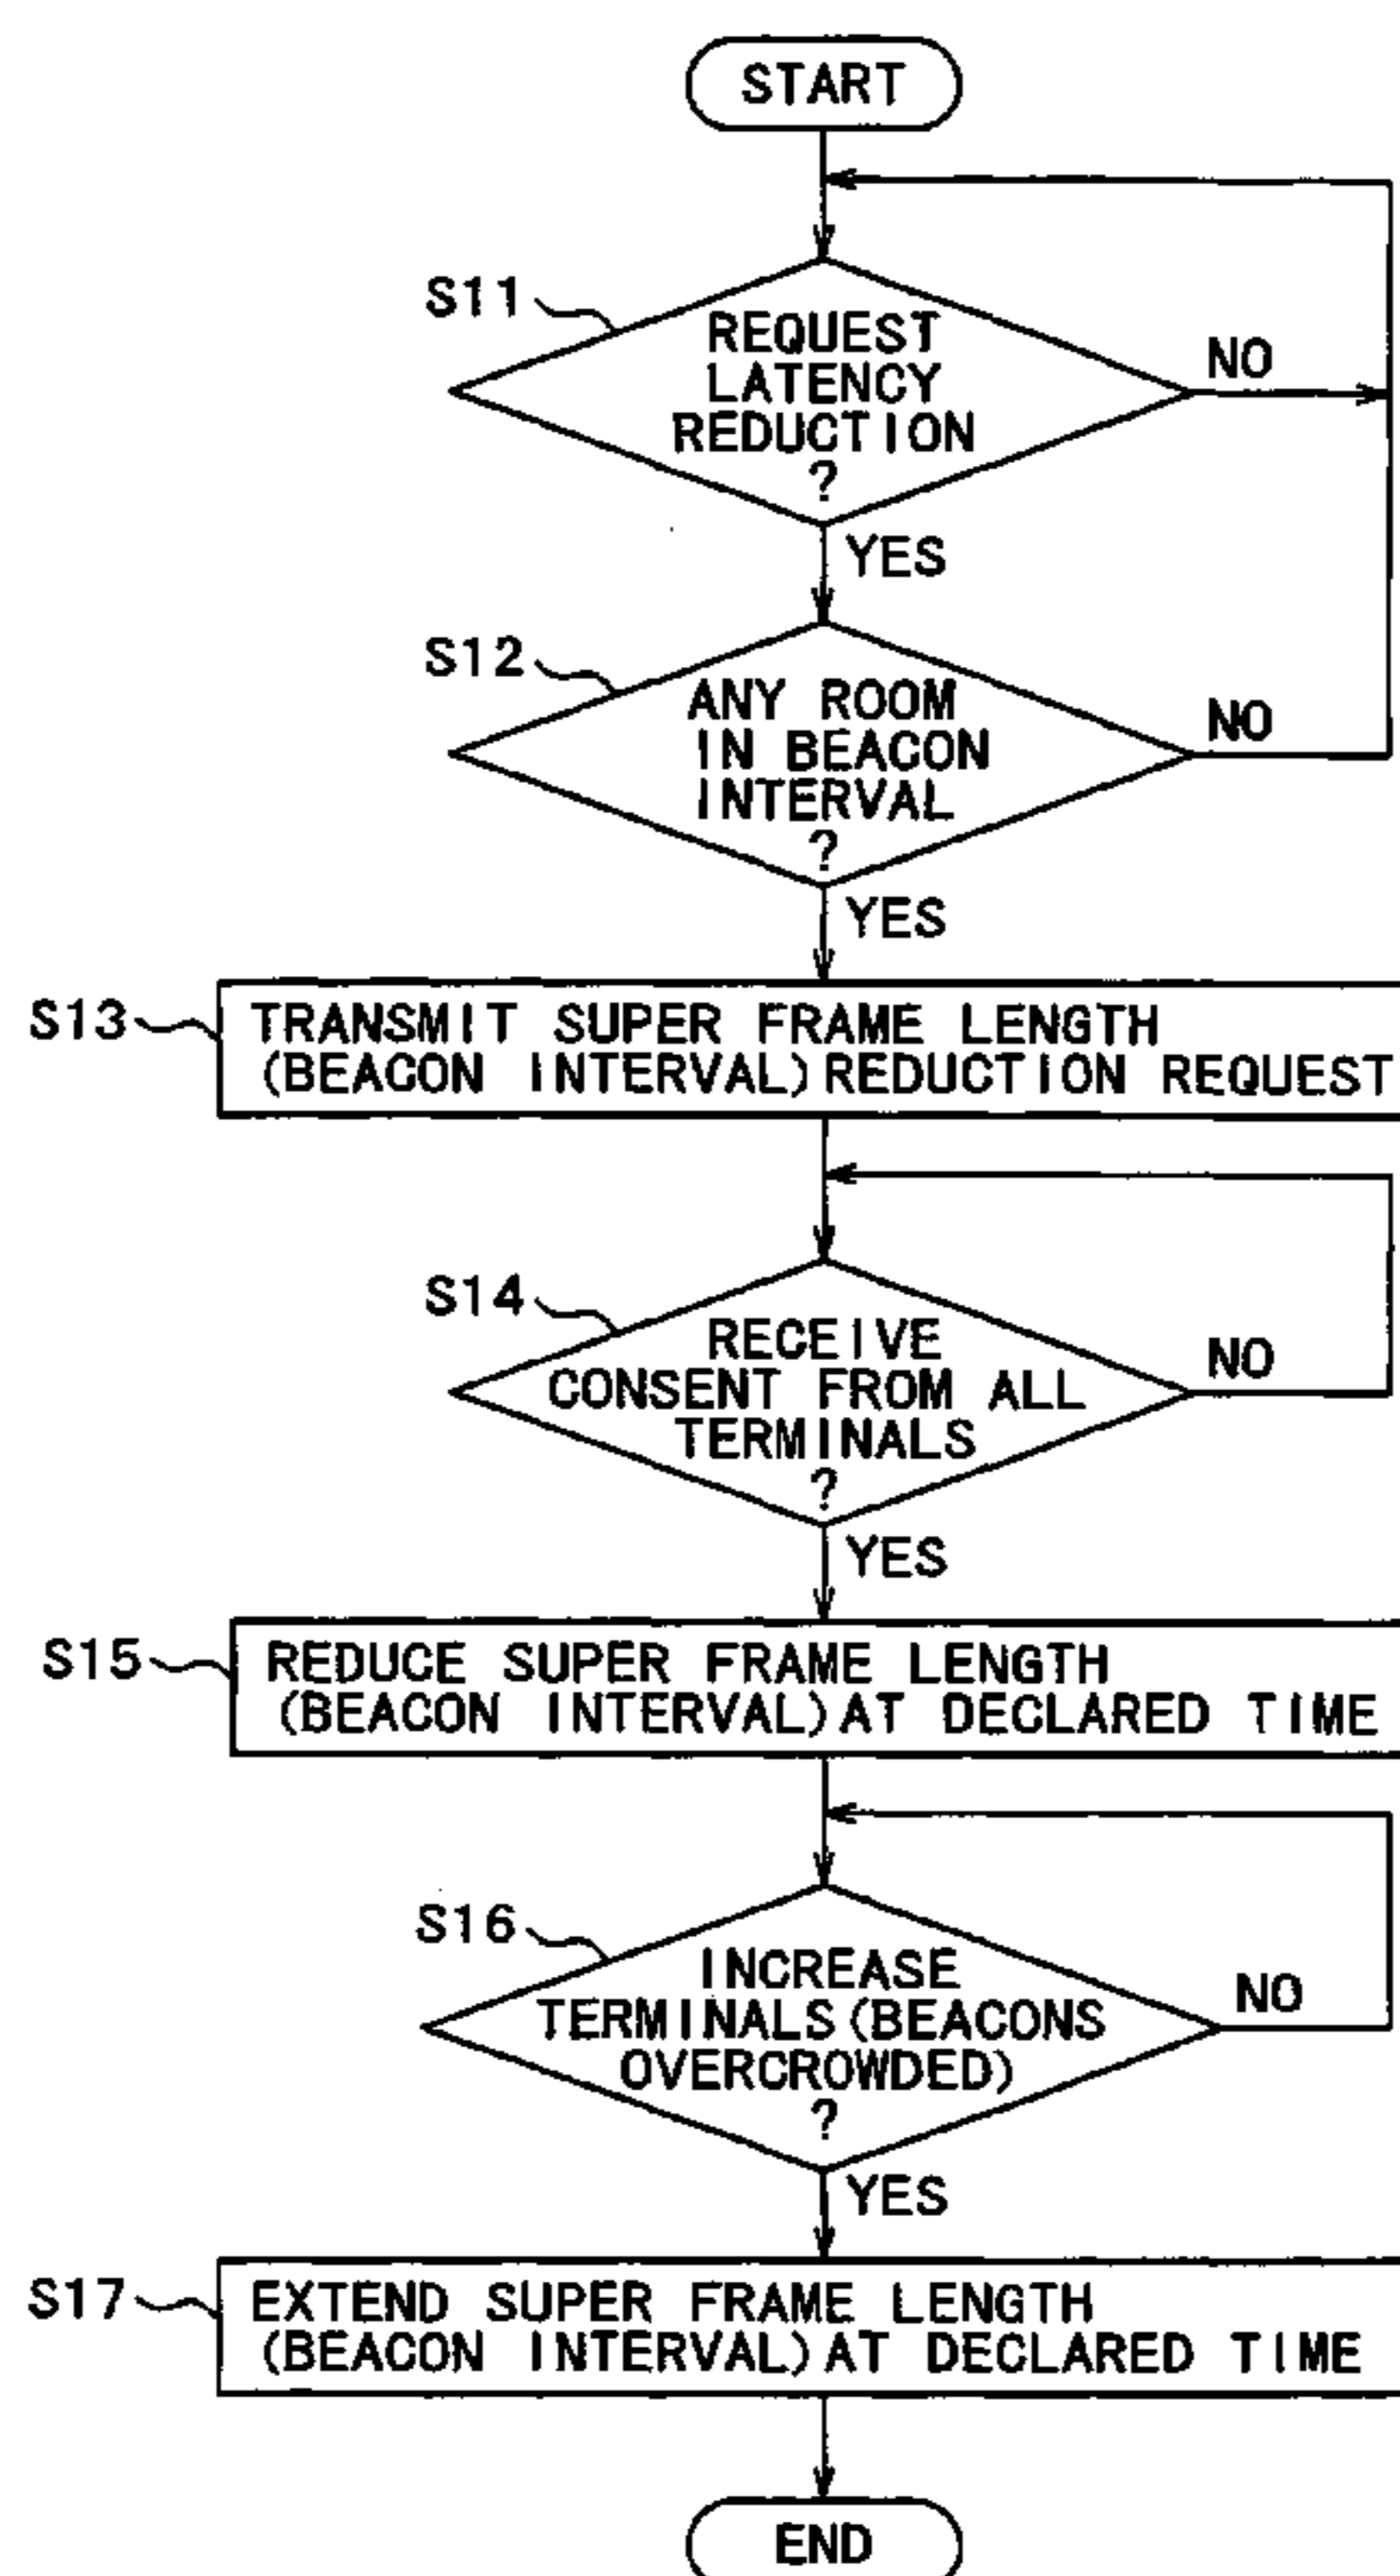 START
S11
REQUEST
LATENCY
REDUCTION
?
NO
YES
S12
ANY ROOM
IN BEACON
INTERVAL
?
NO
YES
S13
TRANSMIT SUPER FRAME LENGTH
(BEACON INTERVAL) REDUCTION REQUEST
S14
RECEIVE
CONSENT FROM ALL
TERMINALS
?
NO
YES
S15
REDUCE SUPER FRAME LENGTH
(BEACON INTERVAL) AT DECLARED TIME
S16
INCREASE
TERMINALS (BEACONS
OVERCROWDED)
?
NO
YES
S17
EXTEND SUPER FRAME LENGTH
(BEACON INTERVAL) AT DECLARED TIME
END